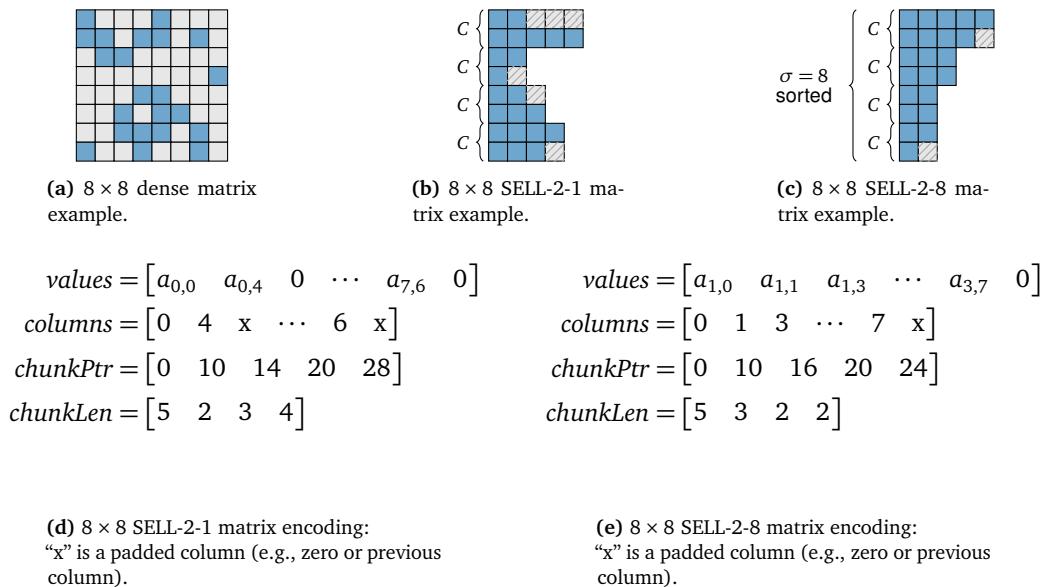 C
C
C
C
C
C
C
C
σ = 8
sorted
(a) 8 × 8 dense matrix
example.
(b) 8 × 8 SELL-2-1 ma-
trix example.
(c) 8 × 8 SELL-2-8 ma-
trix example.
values = [a0,0 a0,4 0 ⋯ a7,6 0]
columns = [0 4 x ⋯ 6 x]
chunkPtr = [0 10 14 20 28]
chunkLen = [5 2 3 4]
values = [a1,0 a1,1 a1,3 ⋯ a3,7 0]
columns = [0 1 3 ⋯ 7 x]
chunkPtr = [0 10 16 20 24]
chunkLen = [5 3 2 2]
(d) 8 × 8 SELL-2-1 matrix encoding:
“x” is a padded column (e.g., zero or previous
column).
(e) 8 × 8 SELL-2-8 matrix encoding:
“x” is a padded column (e.g., zero or previous
column).